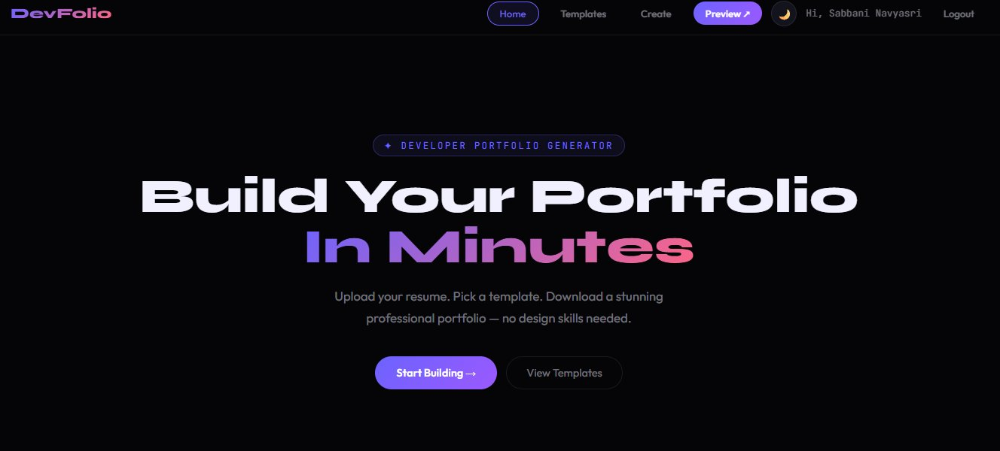 DevFolio
Home
Templates
Create
Preview ↗
Hi, Sabbani Navyasri
Logout
✦ DEVELOPER PORTFOLIO GENERATOR
Build Your Portfolio
In Minutes
Upload your resume. Pick a template. Download a stunning
professional portfolio — no design skills needed.
Start Building →
View Templates